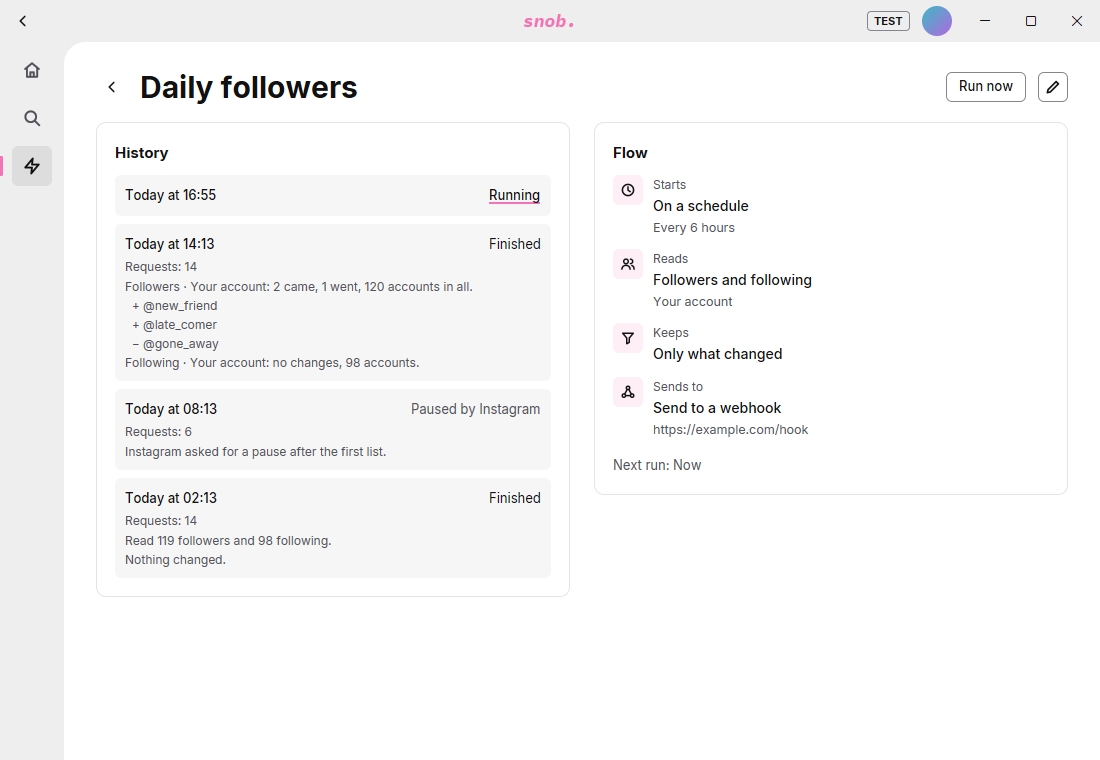 snob.
TEST
Daily followers
Run now
History
Today at 16:55
Running
Today at 14:13
Finished
Requests: 14
Followers · Your account: 2 came, 1 went, 120 accounts in all.
+ @new_friend
+ @late_comer
− @gone_away
Following · Your account: no changes, 98 accounts.
Today at 08:13
Paused by Instagram
Requests: 6
Instagram asked for a pause after the first list.
Today at 02:13
Finished
Requests: 14
Read 119 followers and 98 following.
Nothing changed.
Flow
Starts
On a schedule
Every 6 hours
Reads
Followers and following
Your account
Keeps
Only what changed
Sends to
Send to a webhook
https://example.com/hook
Next run: Now